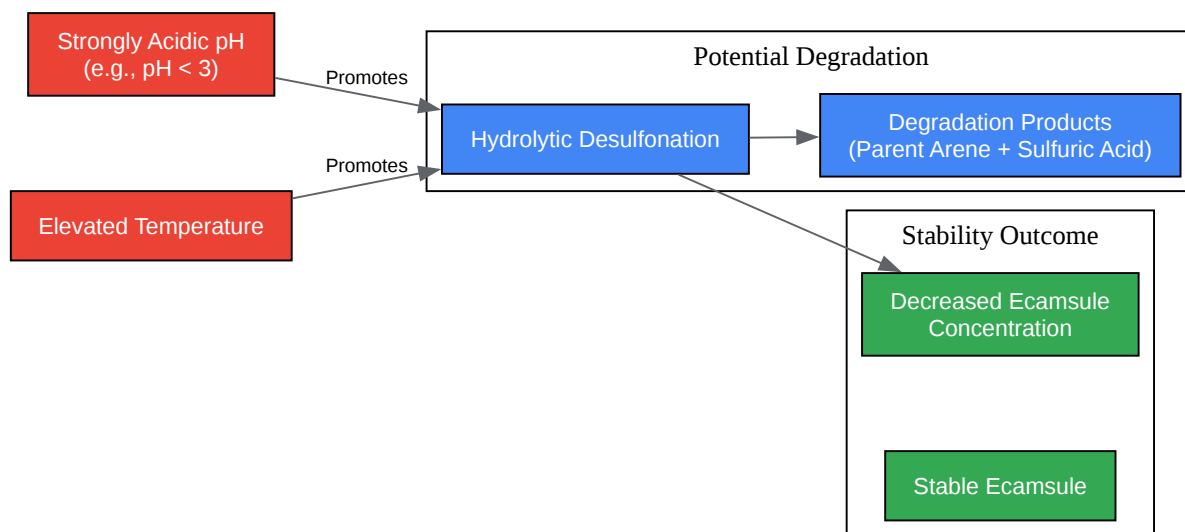 Strongly Acidic pH
(e.g., pH < 3)
Promotes
Elevated Temperature
Promotes
Potential Degradation
Hydrolytic Desulfonation
Degradation Products
(Parent Arene + Sulfuric Acid)
Stability Outcome
Decreased Ecamsule
Concentration
Stable Ecamsule